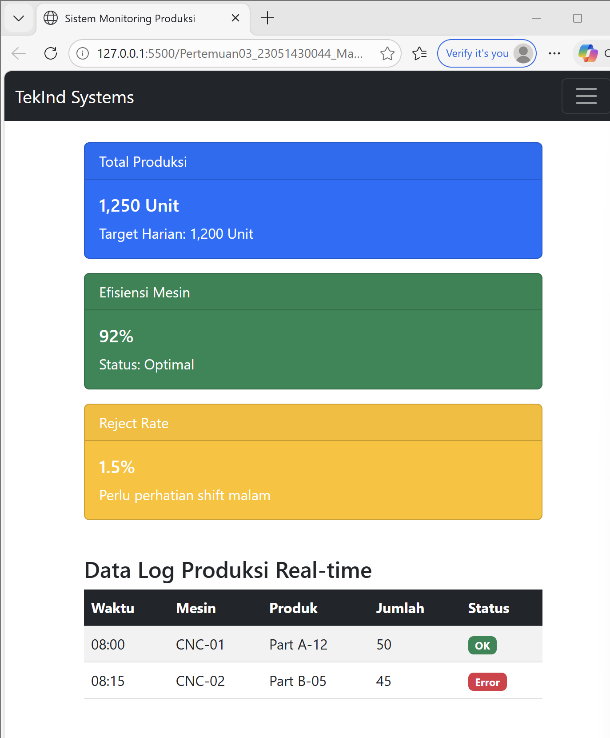 Sistem Monitoring Produksi
127.0.0.1:5500/Pertemuan03_23051430044_Ma...
Verify it's you
TekInd Systems
Total Produksi
1,250 Unit
Target Harian: 1,200 Unit
Efisiensi Mesin
92%
Status: Optimal
Reject Rate
1.5%
Perlu perhatian shift malam
Data Log Produksi Real-time
Waktu Mesin Produk Jumlah Status
08:00 CNC-01 Part A-12 50 OK
08:15 CNC-02 Part B-05 45 Error